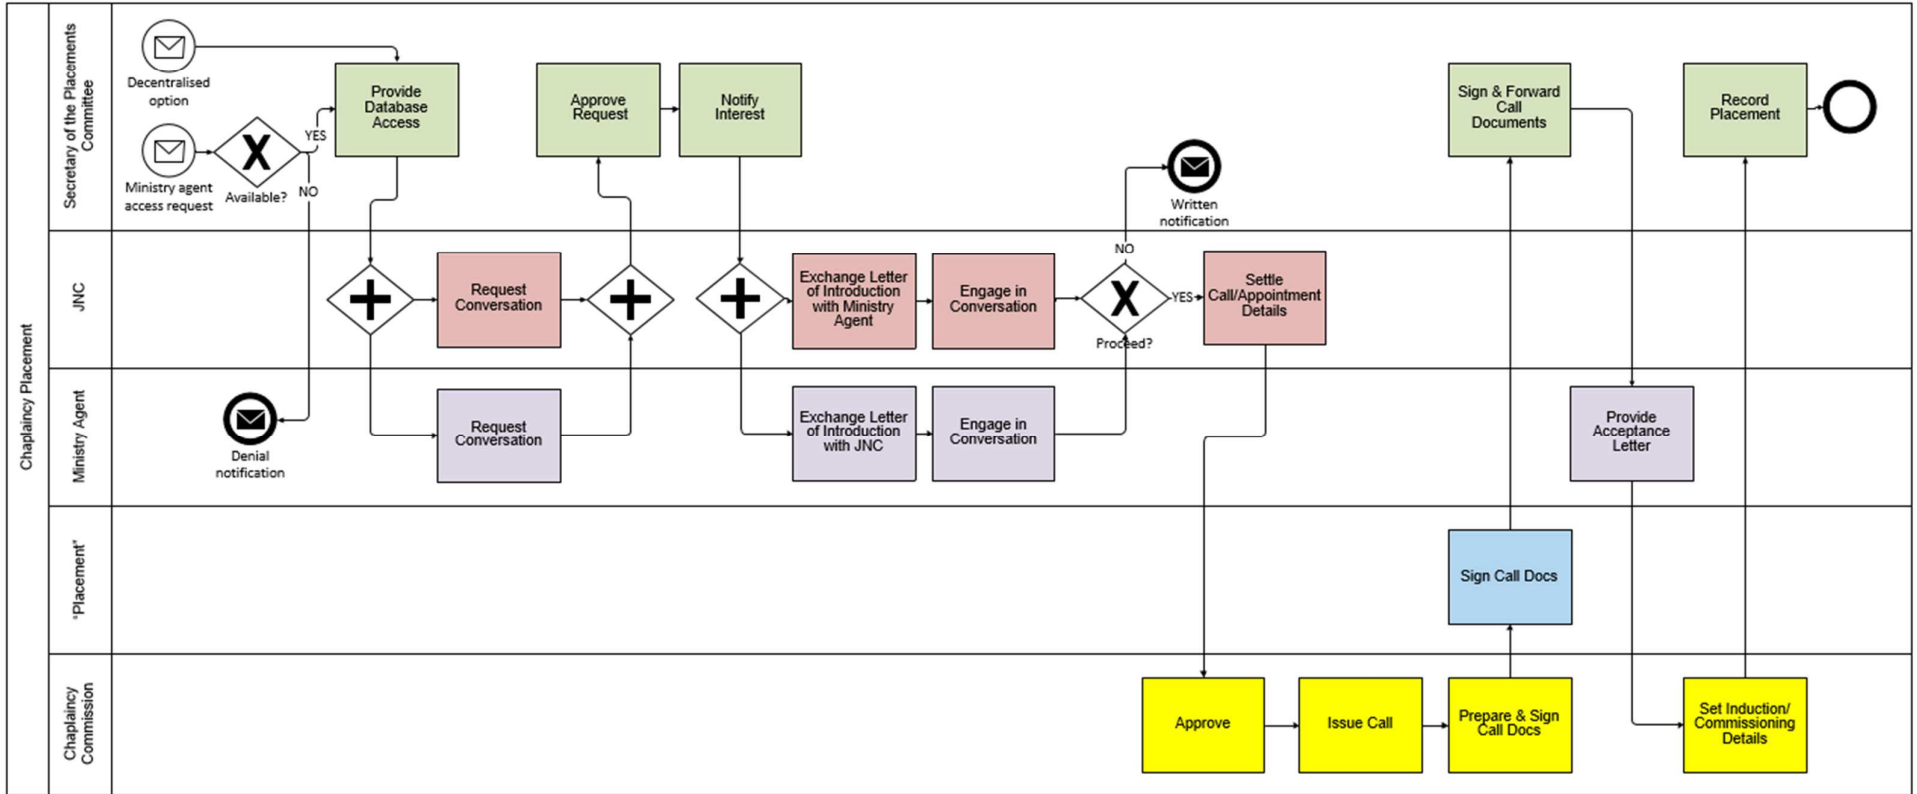 Chaplaincy Placement
Secretary of the Placements
Committee
Decentralised
option
Ministry agent
access request
Available?
YES
NO
Provide
Database
Access
Approve
Request
Notify
Interest
Written
notification
Sign & Forward
Call
Documents
Record
Placement
JNC
Request
Conversation
Exchange Letter
of Introduction
with Ministry
Agent
Engage in
Conversation
NO
YES
Proceed?
Settle
Call/Appointment
Details
Ministry Agent
Denial
notification
Request
Conversation
Exchange Letter
of Introduction
with JNC
Engage in
Conversation
Provide
Acceptance
Letter
"Placement"
Sign Call Docs
Chaplaincy
Commission
Approve
Issue Call
Prepare & Sign
Call Docs
Set Induction/
Commissioning
Details